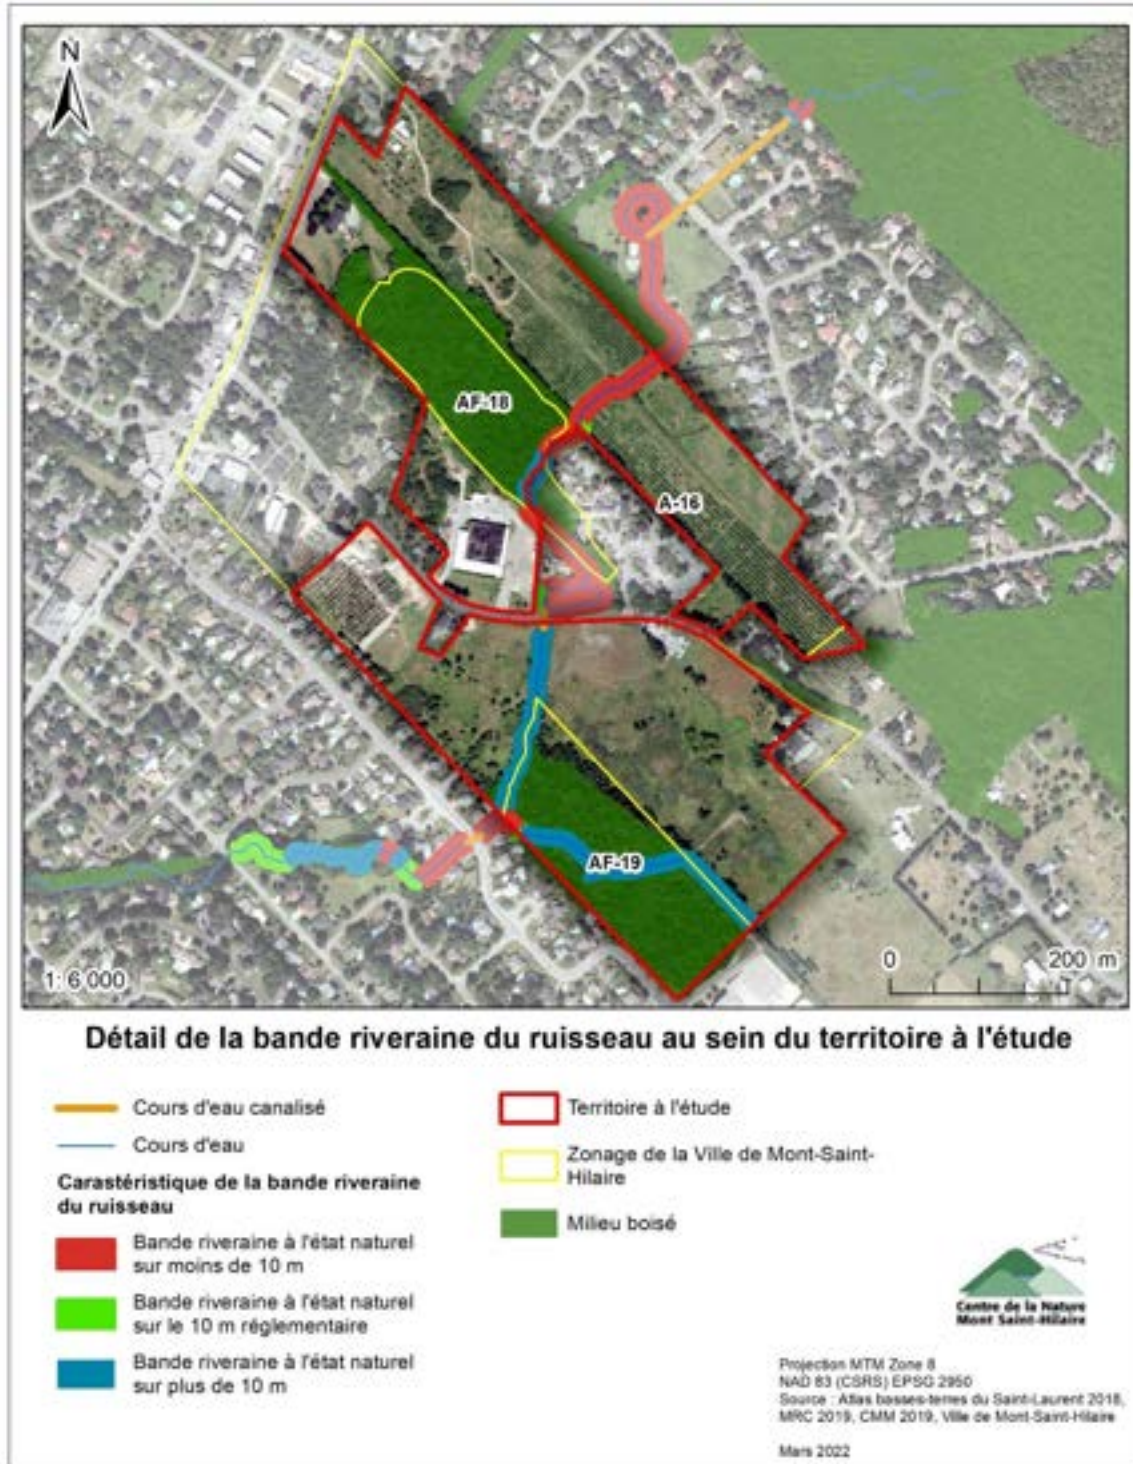 N
AF-18
A-16
AF-19
1: 6 000
0 200 m
Détail de la bande riveraine du ruisseau au sein du territoire à l'étude
Cours d'eau canalisé
Cours d'eau
Carastéristique de la bande riveraine
du ruisseau
Bande riveraine à l'état naturel
sur moins de 10 m
Bande riveraine à l'état naturel
sur le 10 m réglementaire
Bande riveraine à l'état naturel
sur plus de 10 m
Territoire à l'étude
Zonage de la Ville de Mont-Saint-
Hilaire
Milieu boisé
Centre de la Nature
Mont Saint-Hilaire
Projection MTM Zone 8
NAD 83 (CSRS) EPSG 2950
Source : Atlas basses-terres du Saint-Laurent 2018,
MRC 2019, CMM 2019, Ville de Mont-Saint-Hilaire
Mars 2022